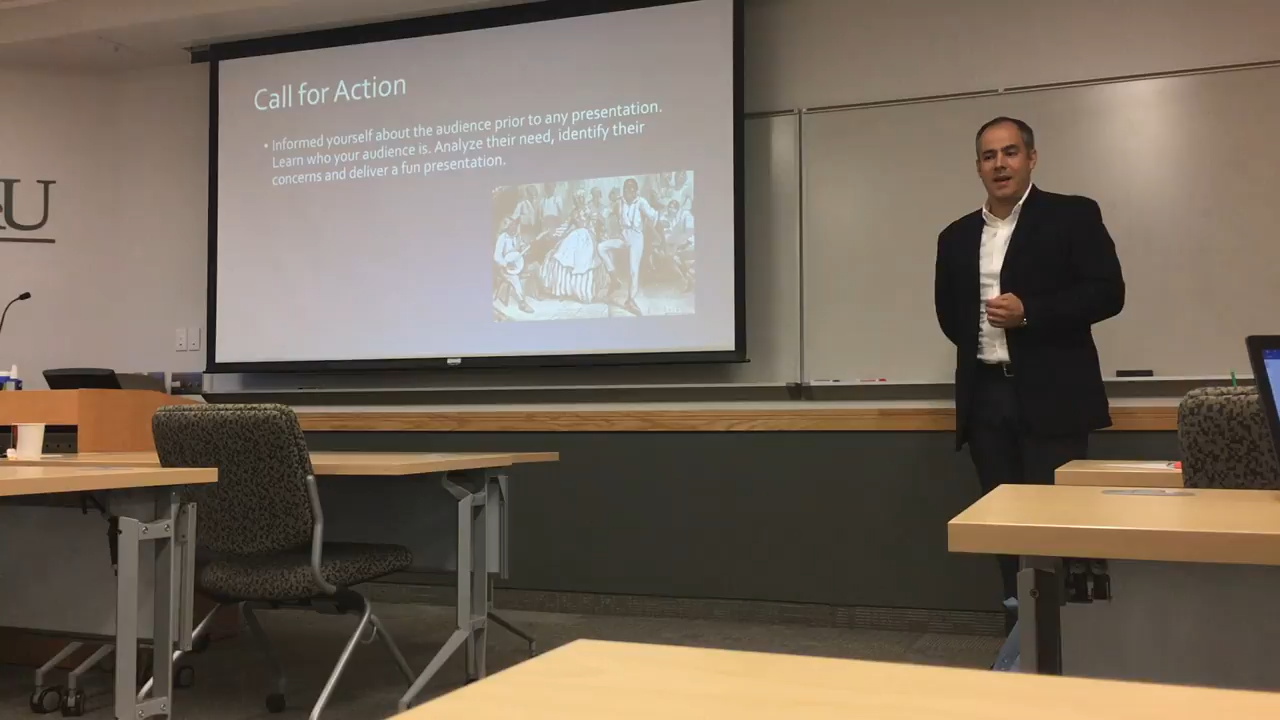 Call for Action
• Informed yourself about the audience prior to any presentation.
Learn who your audience is. Analyze their need, identify their
concerns and deliver a fun presentation.
U